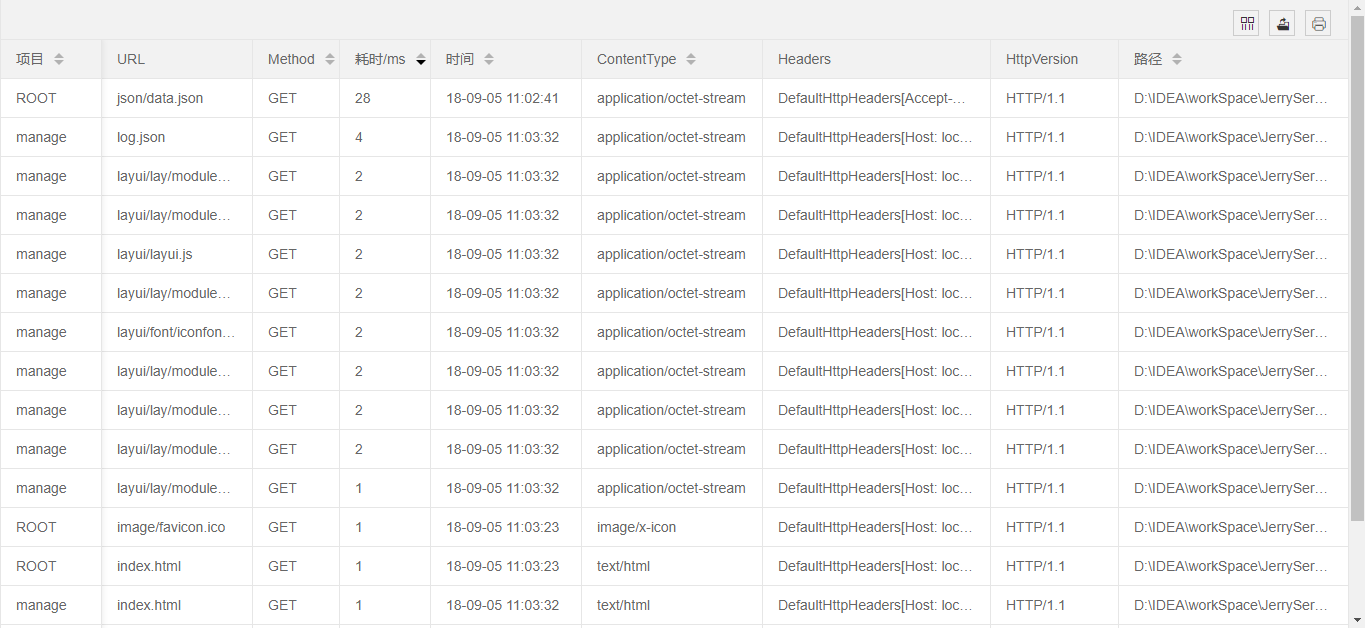 项目 URL Method 耗时/ms 时间 ContentType Headers HttpVersion 路径
ROOT json/data.json GET 28 18-09-05 11:02:41 application/octet-stream DefaultHttpHeaders[Accept-… HTTP/1.1 D:\IDEA\workSpace\JerrySer…
manage log.json GET 4 18-09-05 11:03:32 application/octet-stream DefaultHttpHeaders[Host: loc… HTTP/1.1 D:\IDEA\workSpace\JerrySer…
manage layui/lay/module… GET 2 18-09-05 11:03:32 application/octet-stream DefaultHttpHeaders[Host: loc… HTTP/1.1 D:\IDEA\workSpace\JerrySer…
manage layui/lay/module… GET 2 18-09-05 11:03:32 application/octet-stream DefaultHttpHeaders[Host: loc… HTTP/1.1 D:\IDEA\workSpace\JerrySer…
manage layui/layui.js GET 2 18-09-05 11:03:32 application/octet-stream DefaultHttpHeaders[Host: loc… HTTP/1.1 D:\IDEA\workSpace\JerrySer…
manage layui/lay/module… GET 2 18-09-05 11:03:32 application/octet-stream DefaultHttpHeaders[Host: loc… HTTP/1.1 D:\IDEA\workSpace\JerrySer…
manage layui/font/iconfon… GET 2 18-09-05 11:03:32 application/octet-stream DefaultHttpHeaders[Host: loc… HTTP/1.1 D:\IDEA\workSpace\JerrySer…
manage layui/lay/module… GET 2 18-09-05 11:03:32 application/octet-stream DefaultHttpHeaders[Host: loc… HTTP/1.1 D:\IDEA\workSpace\JerrySer…
manage layui/lay/module… GET 2 18-09-05 11:03:32 application/octet-stream DefaultHttpHeaders[Host: loc… HTTP/1.1 D:\IDEA\workSpace\JerrySer…
manage layui/lay/module… GET 2 18-09-05 11:03:32 application/octet-stream DefaultHttpHeaders[Host: loc… HTTP/1.1 D:\IDEA\workSpace\JerrySer…
manage layui/lay/module… GET 1 18-09-05 11:03:32 application/octet-stream DefaultHttpHeaders[Host: loc… HTTP/1.1 D:\IDEA\workSpace\JerrySer…
ROOT image/favicon.ico GET 1 18-09-05 11:03:23 image/x-icon DefaultHttpHeaders[Host: loc… HTTP/1.1 D:\IDEA\workSpace\JerrySer…
ROOT index.html GET 1 18-09-05 11:03:23 text/html DefaultHttpHeaders[Host: loc… HTTP/1.1 D:\IDEA\workSpace\JerrySer…
manage index.html GET 1 18-09-05 11:03:32 text/html DefaultHttpHeaders[Host: loc… HTTP/1.1 D:\IDEA\workSpace\JerrySer…